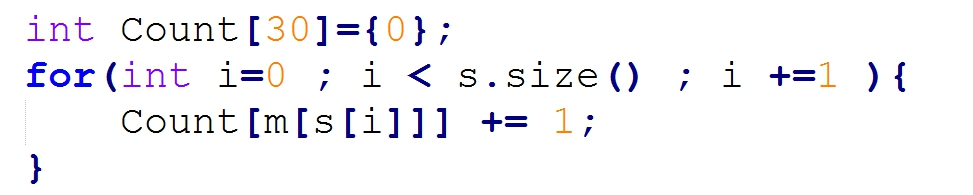 int Count[30]={0};
for(int i=0 ; i < s.size() ; i +=1 ){
    Count[m[s[i]]] += 1;
}